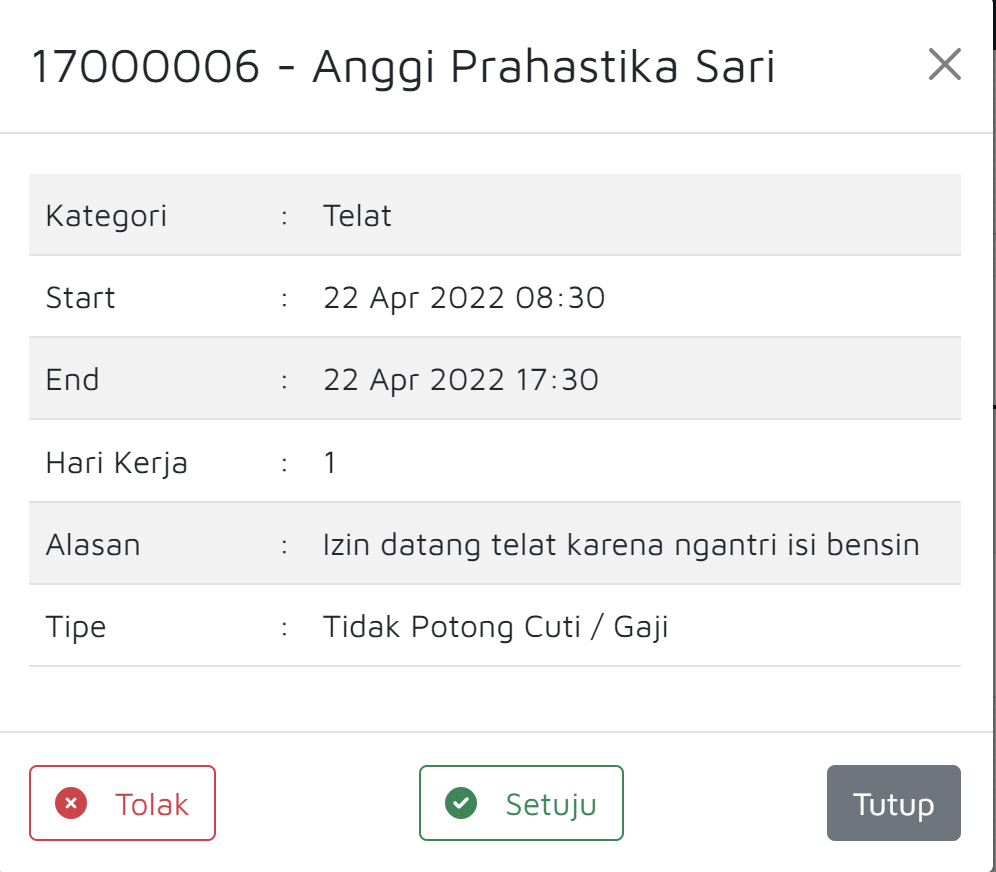 17000006 - Anggi Prahastika Sari
Kategori : Telat
Start : 22 Apr 2022 08:30
End : 22 Apr 2022 17:30
Hari Kerja : 1
Alasan : Izin datang telat karena ngantri isi bensin
Tipe : Tidak Potong Cuti / Gaji
Tolak Setuju Tutup